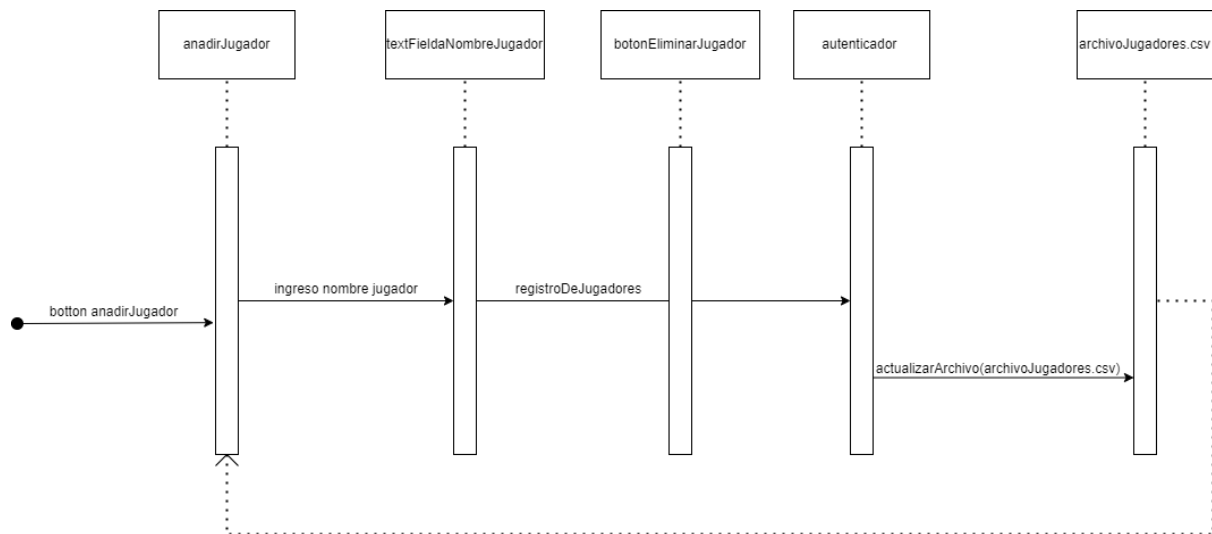 anadirJugador
textFieldaNombreJugador
botonEliminarJugador
autenticador
archivoJugadores.csv
ingreso nombre jugador
registroDeJugadores
botton anadirJugador
actualizarArchivo(archivoJugadores.csv)